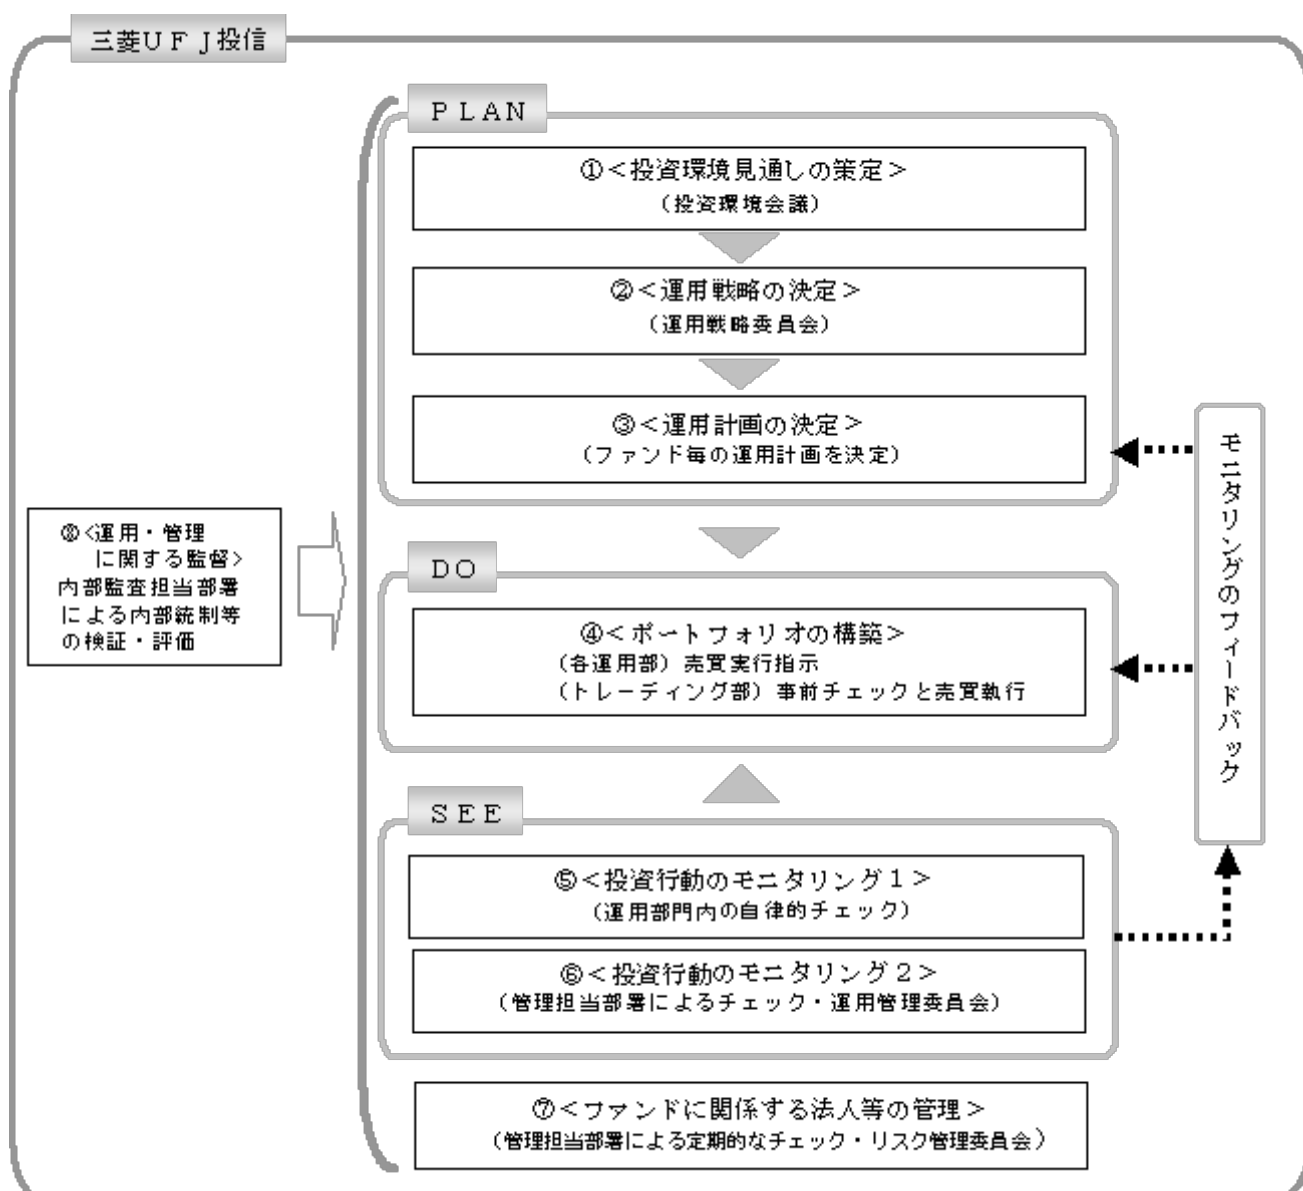 三菱ＵＦＪ投信
ＰＬＡＮ
①＜投資環境見通しの策定＞
（投資環境会議）
②＜運用戦略の決定＞
（運用戦略委員会）
③＜運用計画の決定＞
（ファンド毎の運用計画を決定）
⑧＜運用・管理
に関する監督＞
内部監査担当部署
による内部統制等
の検証・評価
ＤＯ
④＜ポートフォリオの構築＞
（各運用部）売買実行指示
（トレーディング部）事前チェックと売買執行
ＳＥＥ
⑤＜投資行動のモニタリング１＞
（運用部門内の自律的チェック）
⑥＜投資行動のモニタリング２＞
（管理担当部署によるチェック・運用管理委員会）
⑦＜ファンドに関係する法人等の管理＞
（管理担当部署による定期的なチェック・リスク管理委員会）
モニタリングのフィードバック